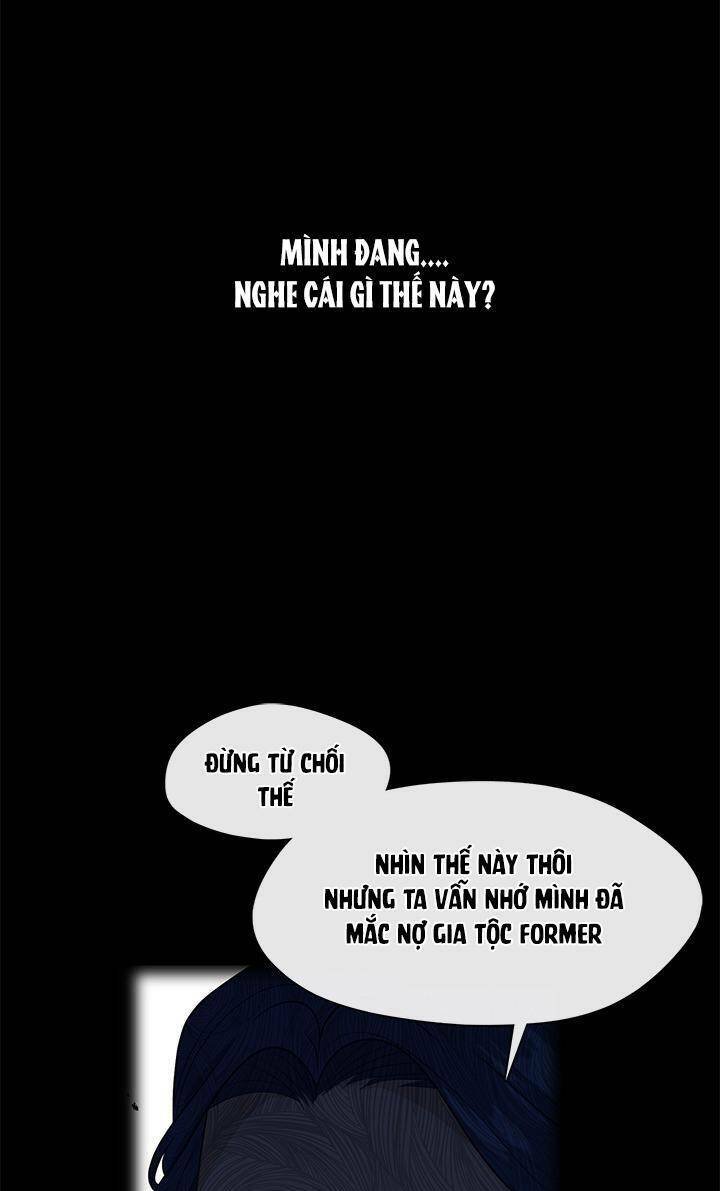 MÌNH ĐANG....
NGHE CÁI GÌ THẾ NÀY?
ĐỪNG TỪ CHỐI
THẾ
NHÌN THẾ NÀY THÔI
NHƯNG TA VẪN NHỚ MÌNH ĐÃ
MẮC NỢ GIA TỘC FORMER